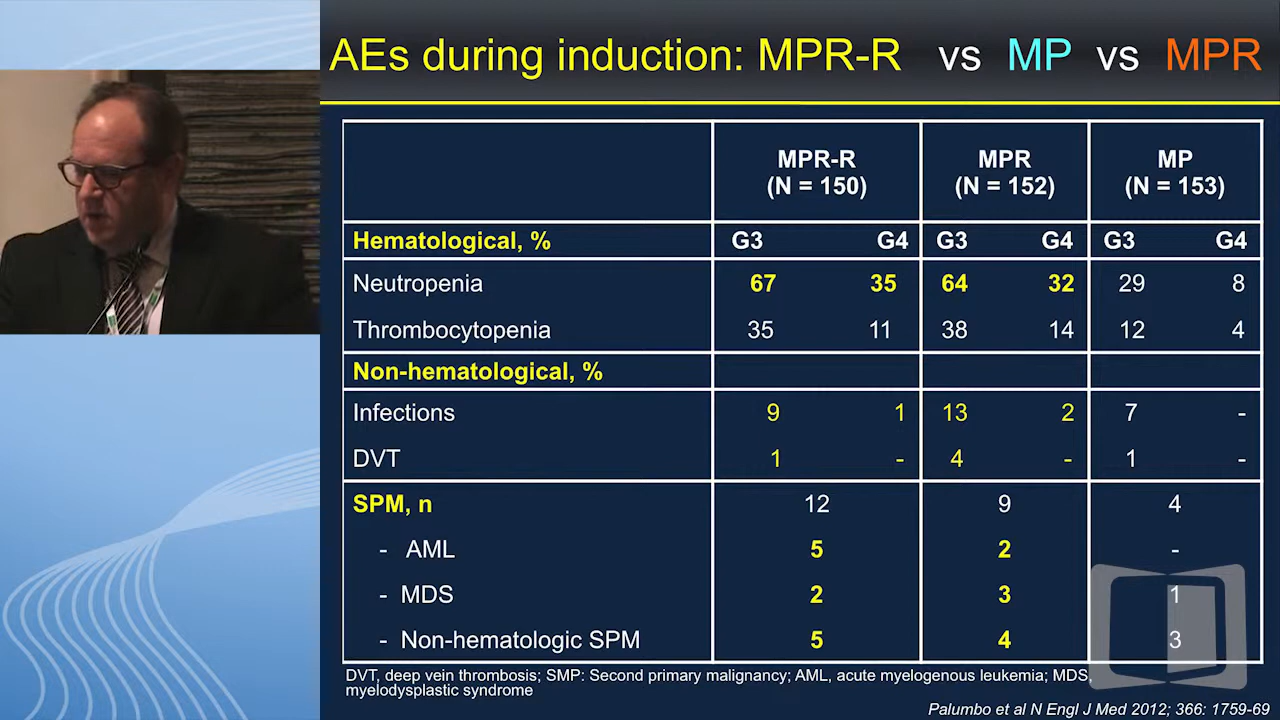 AEs during induction: MPR-R vs MP vs MPR
MPR-R (N = 150) MPR (N = 152) MP (N = 153)
Hematological, % G3 G4 G3 G4 G3 G4
Neutropenia 67 35 64 32 29 8
Thrombocytopenia 35 11 38 14 12 4
Non-hematological, %
Infections 9 1 13 2 7 -
DVT 1 - 4 - 1 -
SPM, n 12 9 4
- AML 5 2 -
- MDS 2 3 1
- Non-hematologic SPM 5 4 3
DVT, deep vein thrombosis; SMP: Second primary malignancy; AML, acute myelogenous leukemia; MDS,
myelodysplastic syndrome
Palumbo et al N Engl J Med 2012; 366: 1759-69